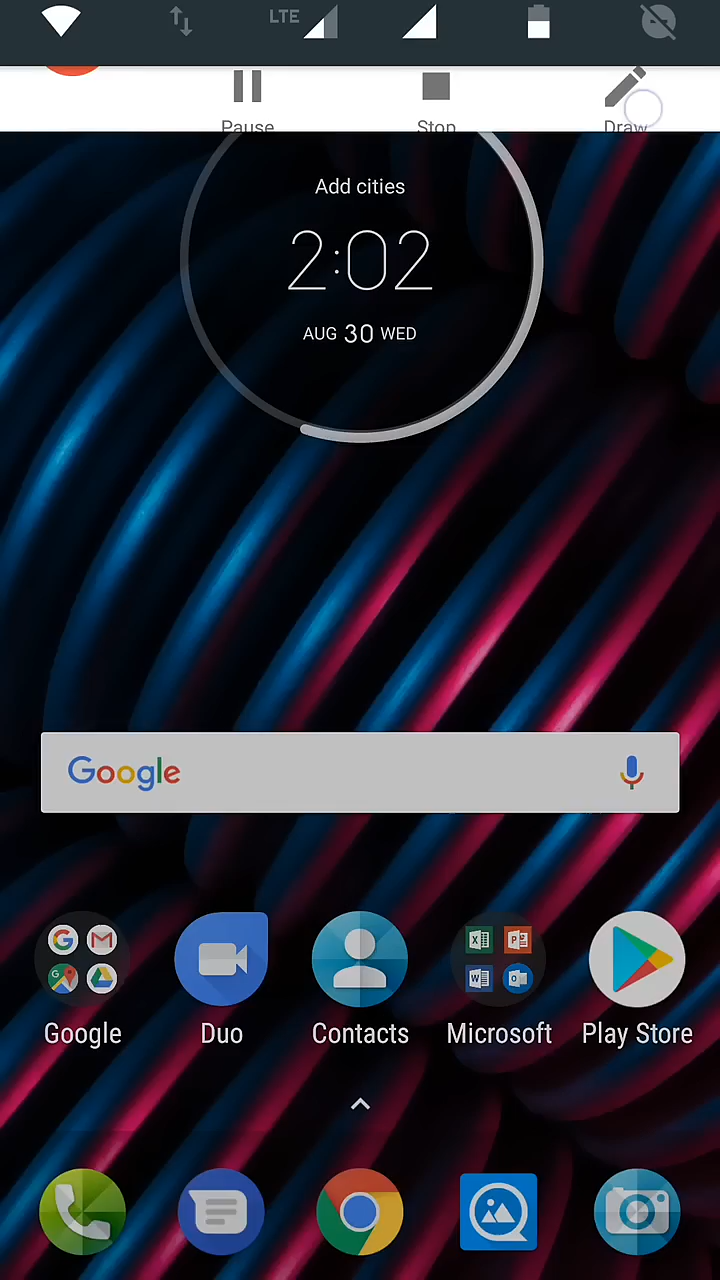 LTE
Pause
Stop
Draw
Add cities
2:02
AUG 30 WED
Google
Google
Duo
Contacts
Microsoft
Play Store